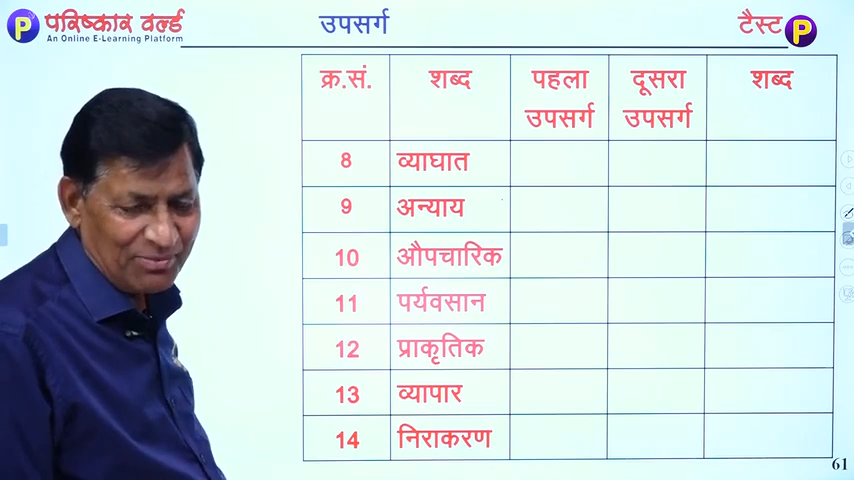 परिष्कार वर्ल्ड
An Online E-Learning Platform
उपसर्ग
टैस्ट
क्र.सं. शब्द पहला उपसर्ग दूसरा उपसर्ग शब्द
8 व्याघात
9 अन्याय
10 औपचारिक
11 पर्यवसान
12 प्राकृतिक
13 व्यापार
14 निराकरण
61